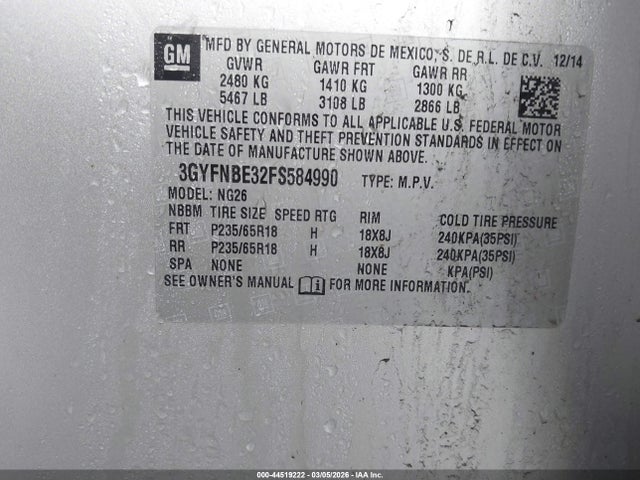 GM MFD BY GENERAL MOTORS DE MEXICO, S. DE R.L. DE C.V. 12/14
GVWR GAWR FRT GAWR RR
2480 KG 1410 KG 1300 KG
5467 LB 3108 LB 2866 LB
THIS VEHICLE CONFORMS TO ALL APPLICABLE U.S. FEDERAL MOTOR
VEHICLE SAFETY AND THEFT PREVENTION STANDARDS IN EFFECT ON
THE DATE OF MANUFACTURE SHOWN ABOVE.
3GYFNBE32FS584990 TYPE: M.P.V.
MODEL: NG26
NBBM TIRE SIZE SPEED RTG RIM COLD TIRE PRESSURE
FRT P235/65R18 H 18X8J 240KPA(35PSI)
RR P235/65R18 H 18X8J 240KPA(35PSI)
SPA NONE NONE KPA(PSI)
SEE OWNER'S MANUAL FOR MORE INFORMATION.
000-44519222 - 03/05/2026 - IAA Inc.